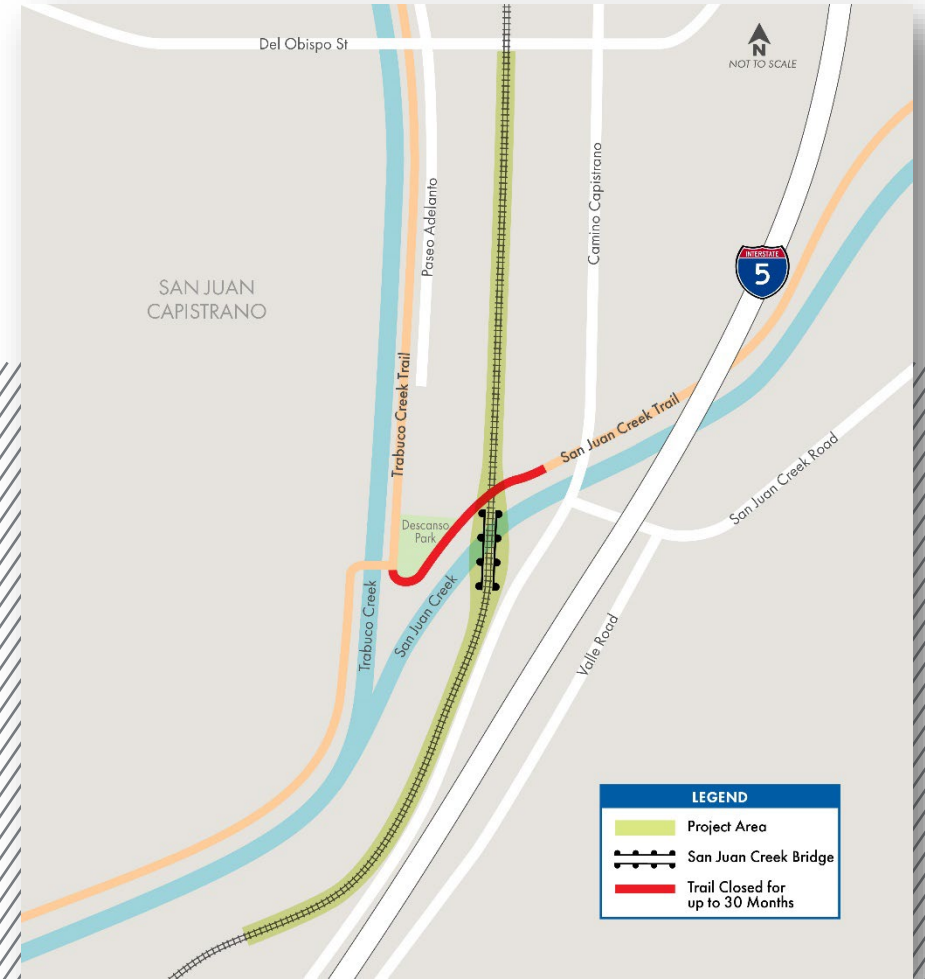 Del Obispo St
N
NOT TO SCALE
Paseo Adelanto
Camino Capistrano
INTERSTATE
5
SAN JUAN
CAPISTRANO
Trabuco Creek Trail
San Juan Creek Trail
San Juan Creek Road
Descanso
Park
Trabuco Creek
San Juan Creek
Valle Road
LEGEND
Project Area
San Juan Creek Bridge
Trail Closed for
up to 30 Months